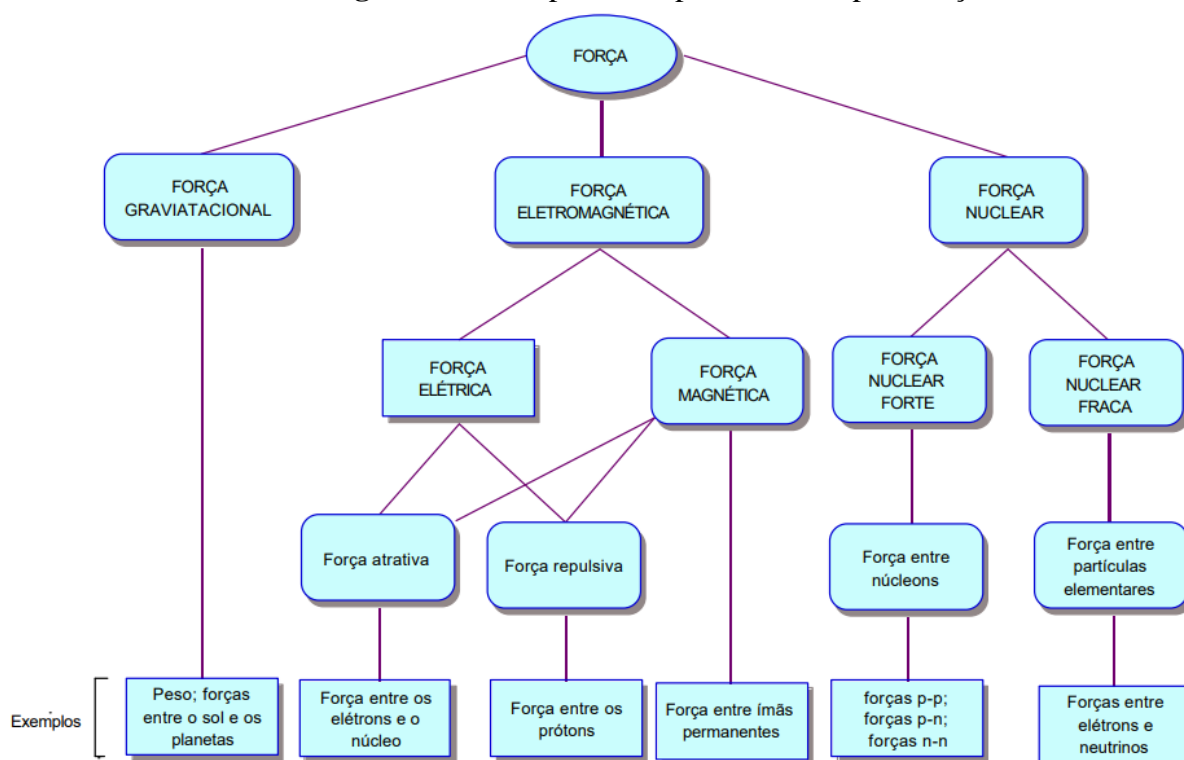 FORÇA
FORÇA
GRAVIATACIONAL
FORÇA
ELETROMAGNÉTICA
FORÇA
NUCLEAR
FORÇA
ELÉTRICA
FORÇA
MAGNÉTICA
FORÇA
NUCLEAR
FORTE
FORÇA
NUCLEAR
FRACA
Força atrativa
Força repulsiva
Força entre
núcleons
Força entre
partículas
elementares
Exemplos
Peso; forças
entre o sol e os
planetas
Força entre os
elétrons e o
núcleo
Força entre os
prótons
Força entre ímãs
permanentes
forças p-p;
forças p-n;
forças n-n
Forças entre
elétrons e
neutrinos